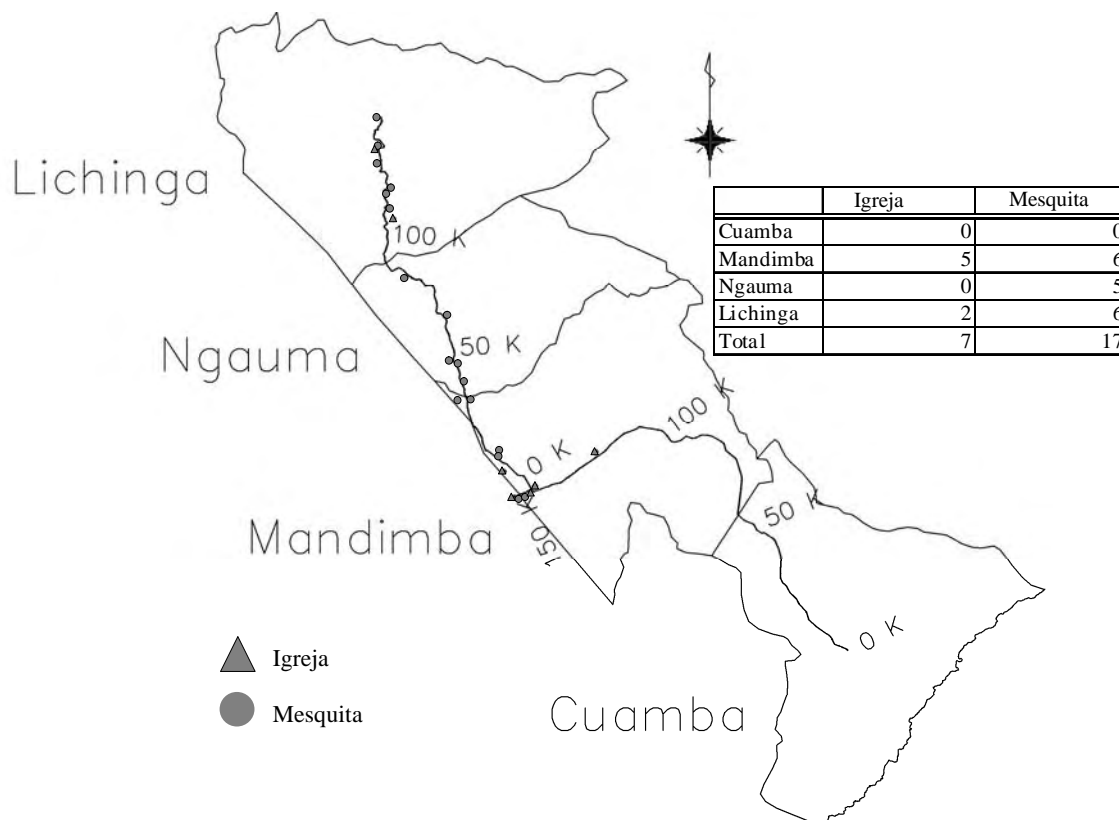 Lichinga
Igreja Mesquita
Cuamba 0 0
Mandimba 5 6
Ngauma 0 5
Lichinga 2 6
Total 7 17
100 K
Ngauma
50 K
100 K
0 K
Mandimba
150 K
50 K
0 K
Igreja
Mesquita
Cuamba